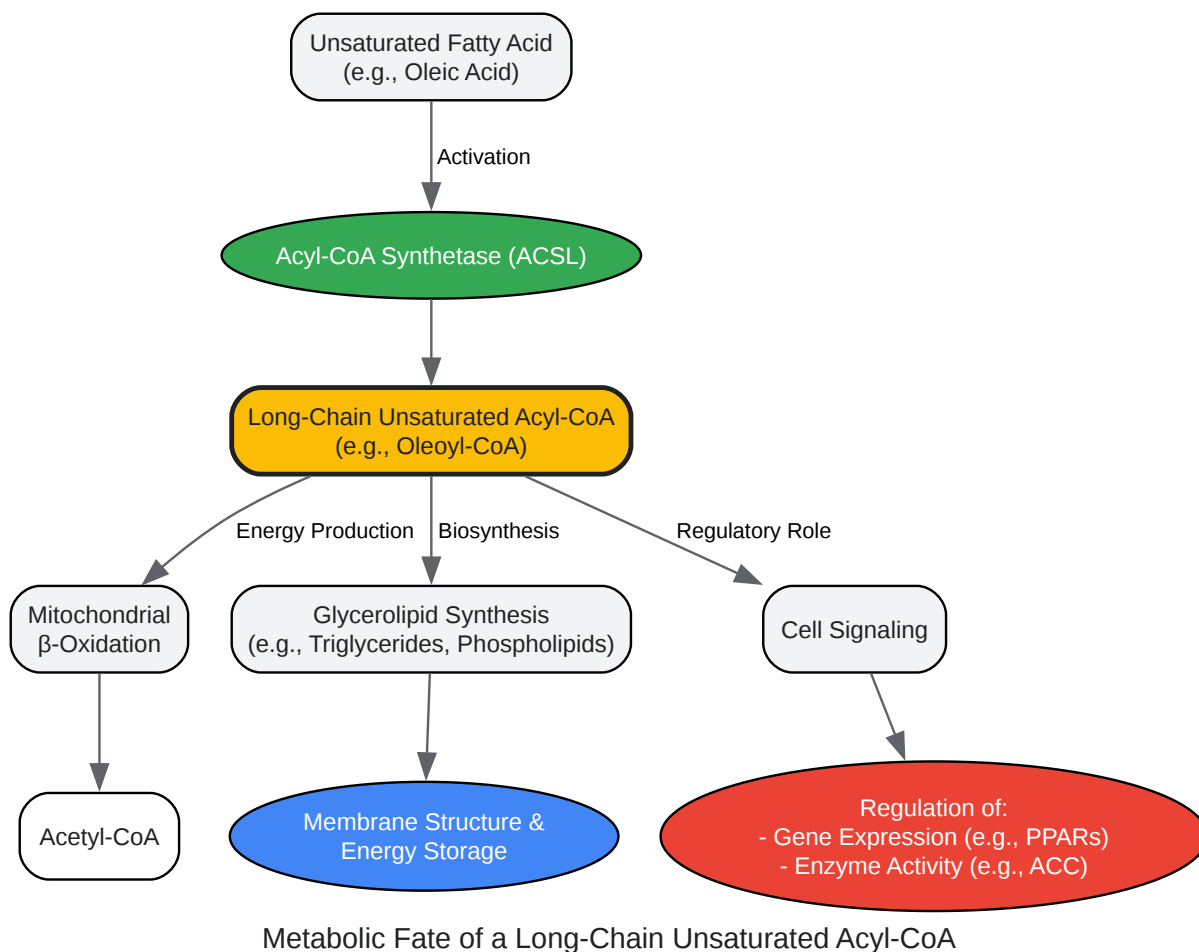 Unsaturated Fatty Acid
(e.g., Oleic Acid)
Activation
Acyl-CoA Synthetase (ACSL)
Long-Chain Unsaturated Acyl-CoA
(e.g., Oleoyl-CoA)
Energy Production
Biosynthesis
Regulatory Role
Mitochondrial
β-Oxidation
Glycerolipid Synthesis
(e.g., Triglycerides, Phospholipids)
Cell Signaling
Acetyl-CoA
Membrane Structure &
Energy Storage
Regulation of:
- Gene Expression (e.g., PPARs)
- Enzyme Activity (e.g., ACC)
Metabolic Fate of a Long-Chain Unsaturated Acyl-CoA